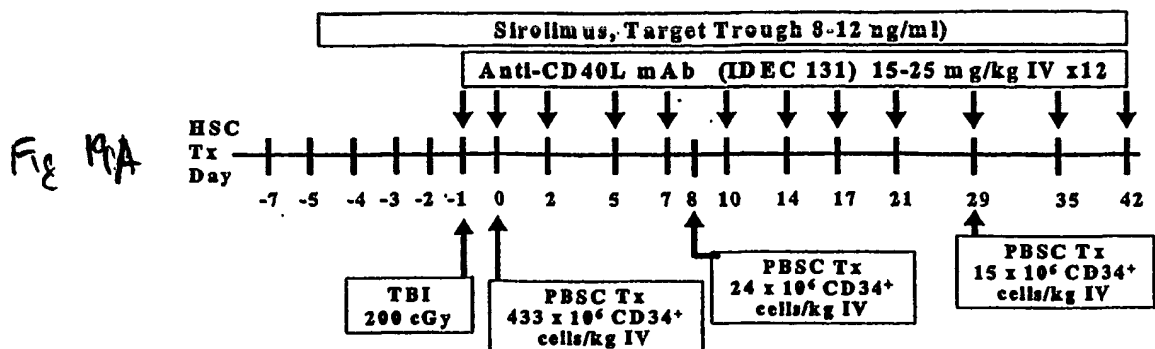 Sirolimus, Target Trough 8-12 ng/ml)
Anti-CD40L mAb (IDEC 131) 15-25 mg/kg IV x12
Fig 19A
HSC
Tx
Day
-7 -5 -4 -3 -2 -1 0 2 5 7 8 10 14 17 21 29 35 42
TBI
200 cGy
PBSC Tx
433 x 10⁶ CD34⁺
cells/kg IV
PBSC Tx
24 x 10⁶ CD34⁺
cells/kg IV
PBSC Tx
15 x 10⁶ CD34⁺
cells/kg IV